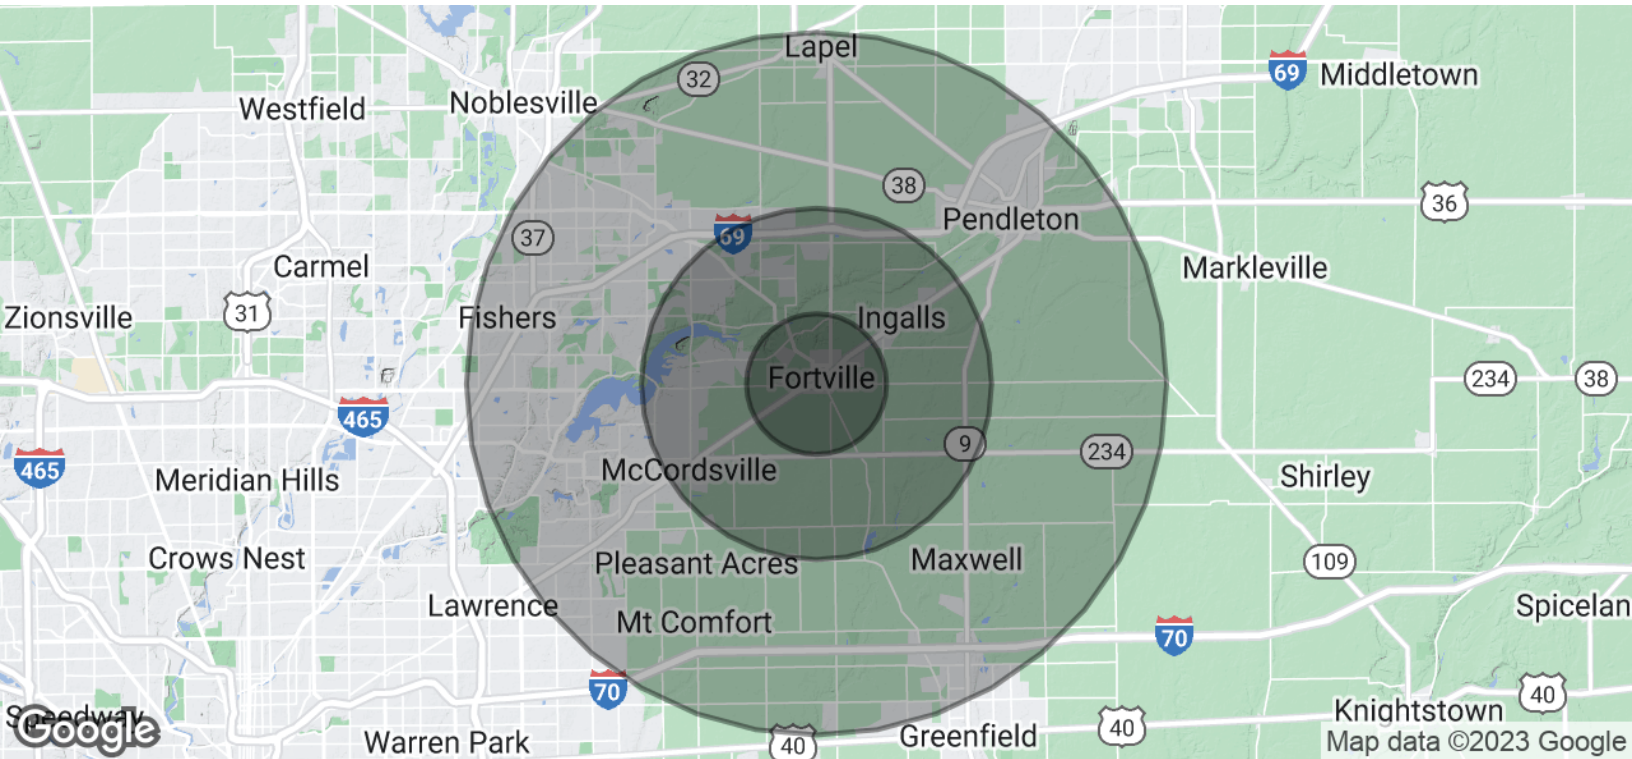 Lapel
69
Middletown
32
Noblesville
Westfield
38
36
Pendleton
37
69
Carmel
Markleville
31
Zionsville
Fishers
Ingalls
Fortville
234
38
465
9
234
465
McCordsville
Meridian Hills
Shirley
Crows Nest
Pleasant Acres
Maxwell
109
Lawrence
Mt Comfort
70
Spicelan
70
40
Speedway
Google
Knightstown
40
Greenfield
40
Warren Park
Map data ©2023 Google